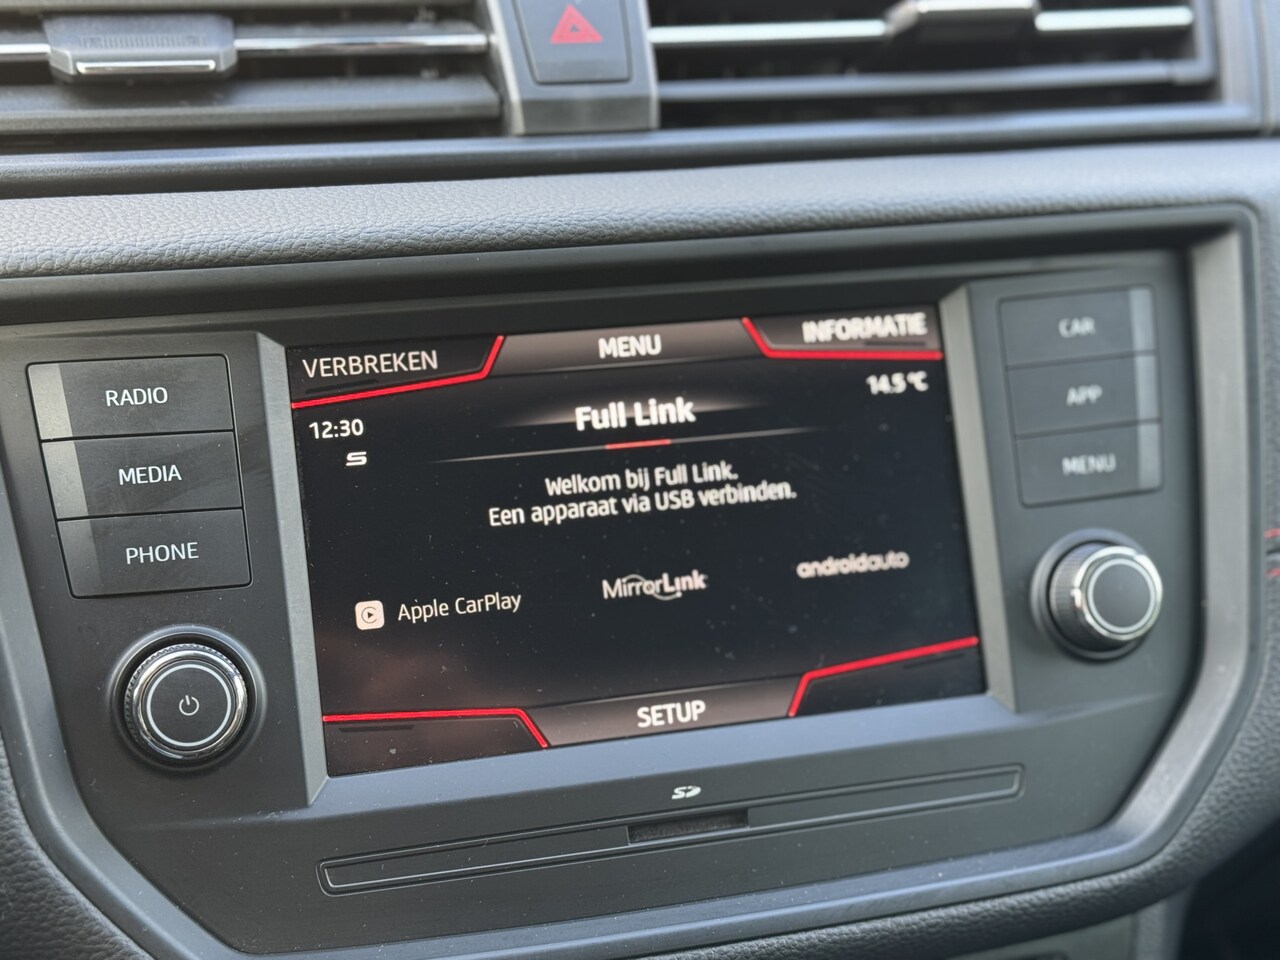 VERBREKEN
MENU
INFORMATIE
12:30
14.5 °C
Full Link
Welkom bij Full Link.
Een apparaat via USB verbinden.
Apple CarPlay
MirrorLink
androidauto
SETUP
RADIO
MEDIA
PHONE
CAR
APP
MENU
SD